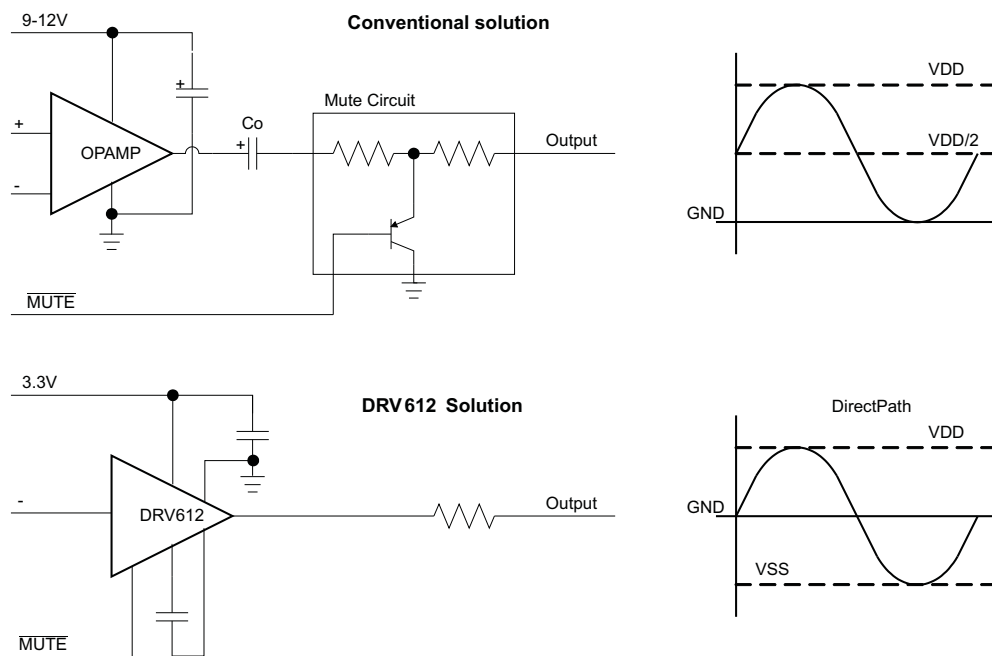 9-12V
Conventional solution
VDD
+
Mute Circuit
Co
+
+
OPAMP
Output
VDD/2
-
GND
MUTE
3.3V
DRV612 Solution
DirectPath
VDD
-
DRV612
Output
GND
VSS
MUTE